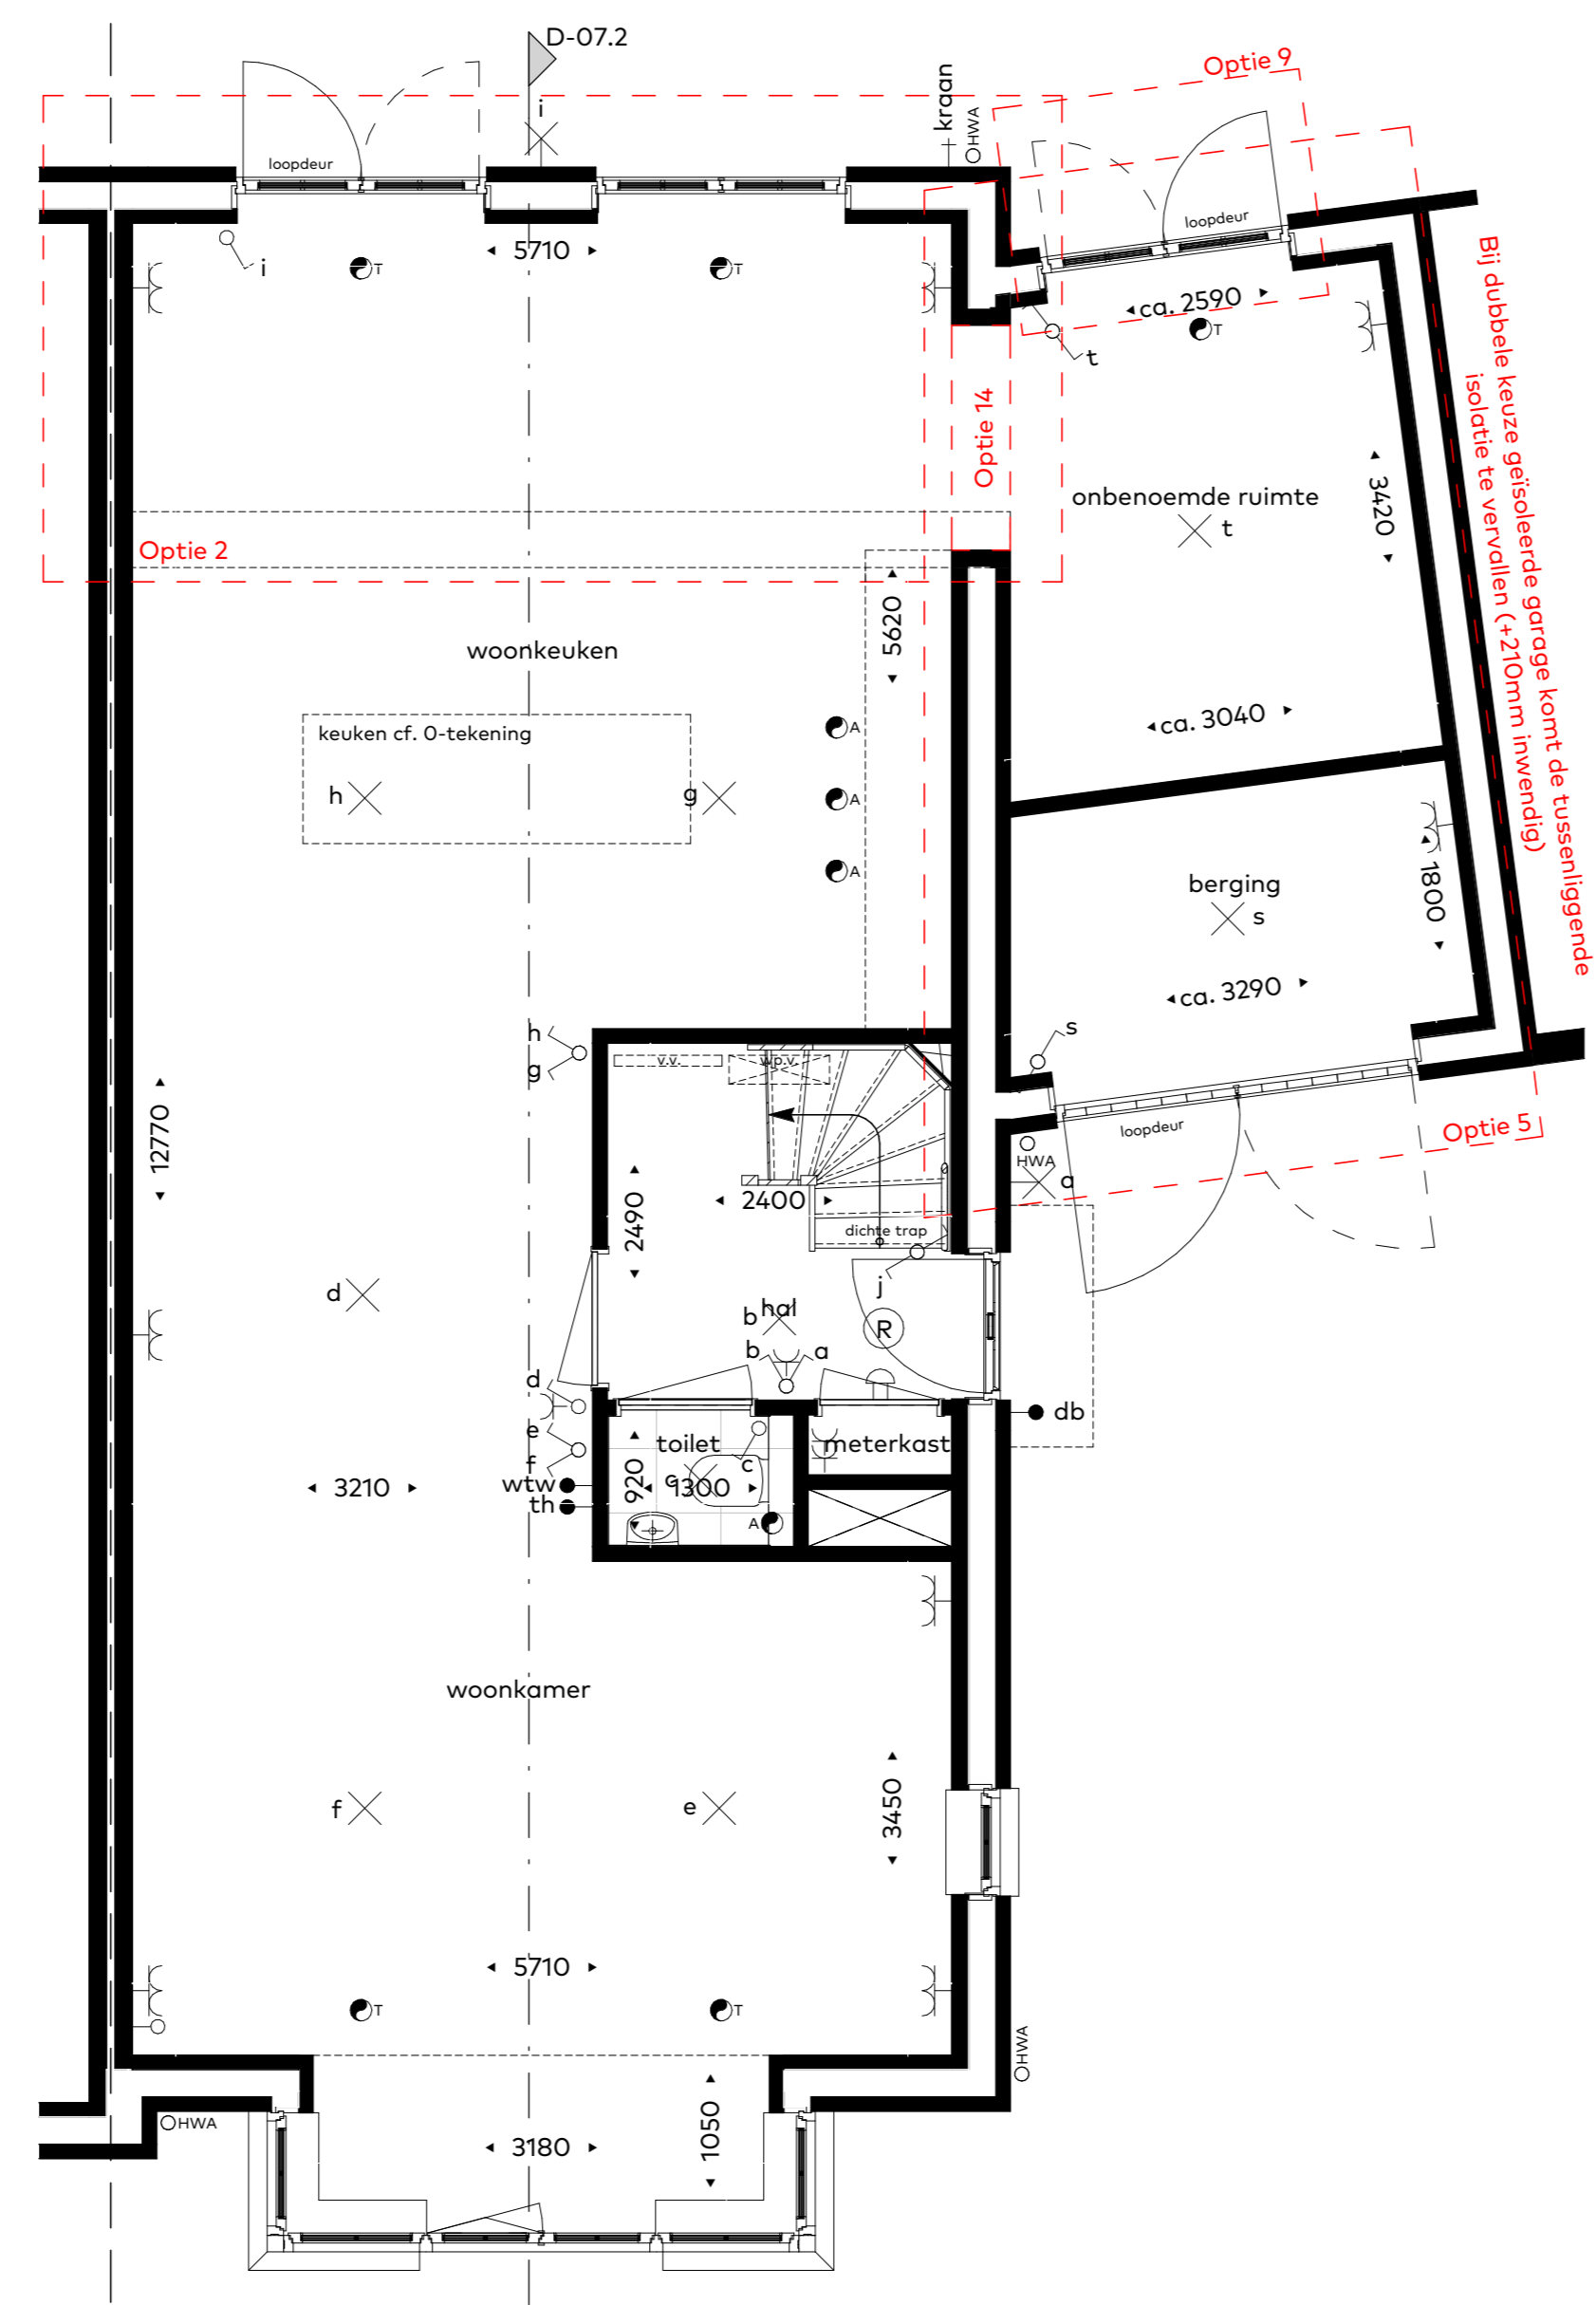 D-07.2
i
kraan
HWA
Optie 9
loopdeur
loopdeur
i
T
5710
T
ca. 2590
T
t
Optie 14
Bij dubbele keuze geïsoleerde garage komt de tussenliggende
isolatie te vervallen (+210mm inwendig)
onbenoemde ruimte
t
3420
Optie 2
5620
woonkeuken
keuken cf. 0-tekening
A
ca. 3040
h
g
A
A
berging
s
1800
ca. 3290
h
g
s
v.v.
w.p.v.
12770
2490
2400
dichte trap
loopdeur
Optie 5
HWA
a
j
d
b
hal
R
b
a
d
e
f
db
toilet
meterkast
c
c
920
1300
3210
wtw
th
A
woonkamer
f
e
3450
5710
T
T
HWA
HWA
1050
3180